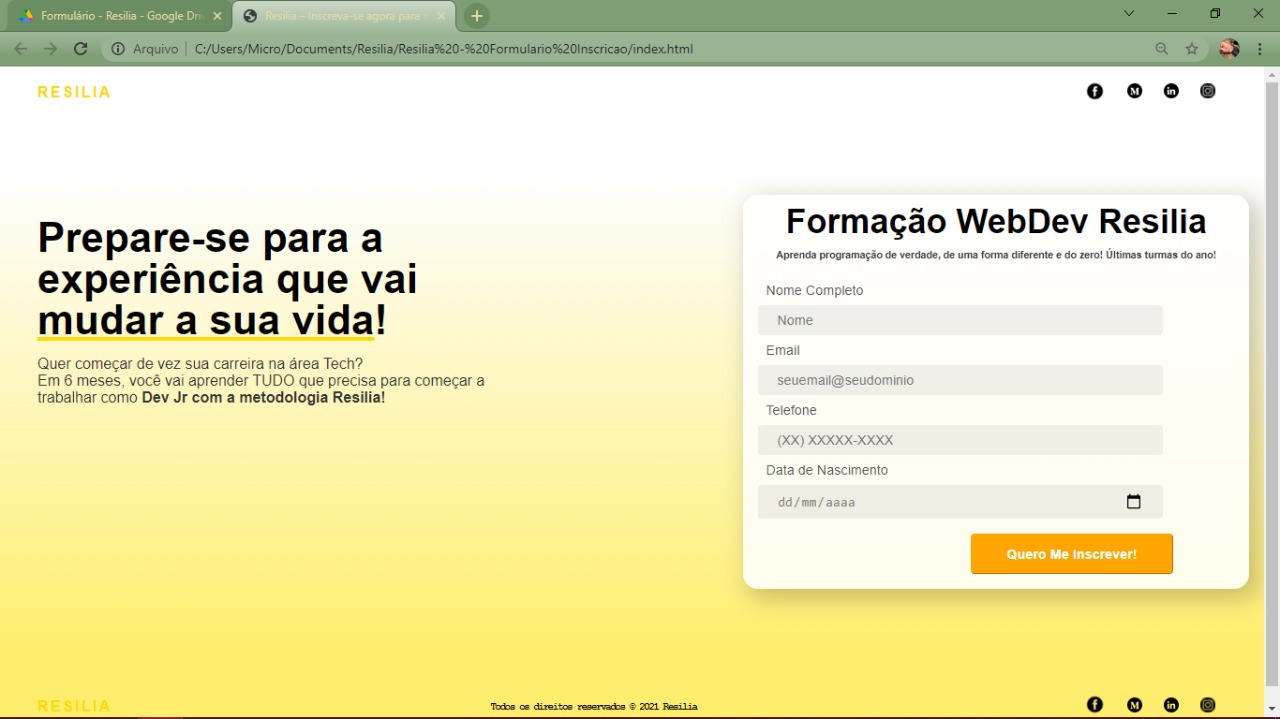 Formulário - Resilia - Google Dri
Resilia – Inscreva-se agora para
Arquivo
C:/Users/Micro/Documents/Resilia/Resilia%20-%20Formulario%20Inscricao/index.html
RESILIA
Prepare-se para a
experiência que vai
mudar a sua vida!
Quer começar de vez sua carreira na área Tech?
Em 6 meses, você vai aprender TUDO que precisa para começar a
trabalhar como Dev Jr com a metodologia Resilia!
Formação WebDev Resilia
Aprenda programação de verdade, de uma forma diferente e do zero! Últimas turmas do ano!
Nome Completo
Nome
Email
seuemail@seudominio
Telefone
(XX) XXXXX-XXXX
Data de Nascimento
dd/mm/aaaa
Quero Me Inscrever!
RESILIA
Todos os direitos reservados © 2021 Resilia